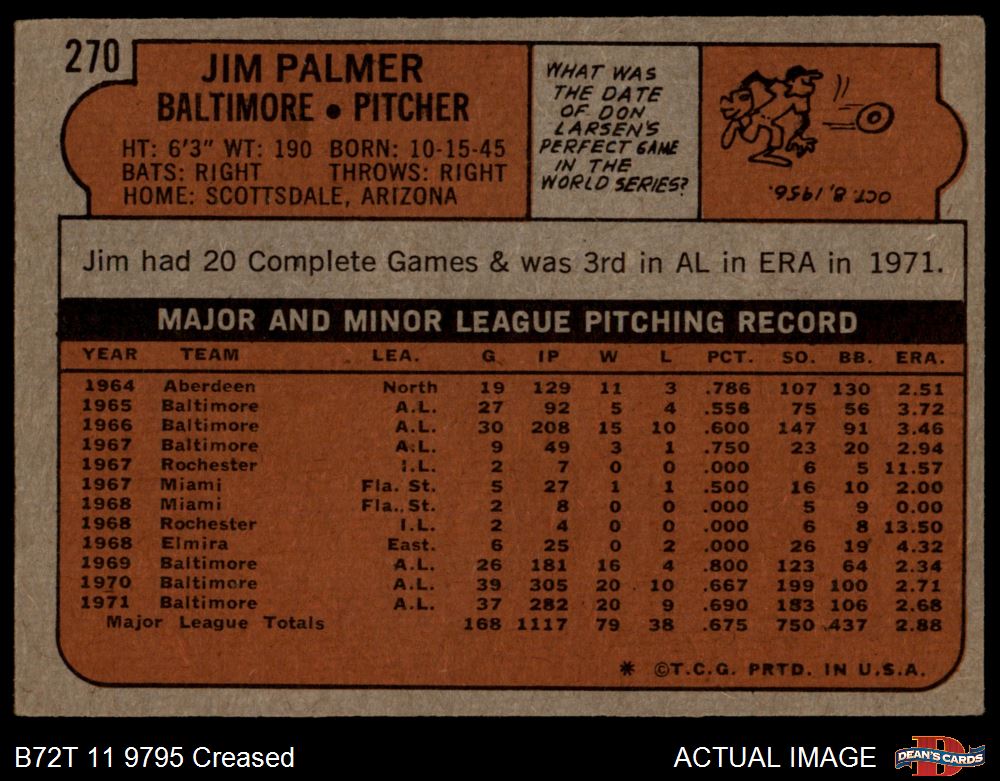 270
JIM PALMER
BALTIMORE • PITCHER
HT: 6'3" WT: 190 BORN: 10-15-45
BATS: RIGHT THROWS: RIGHT
HOME: SCOTTSDALE, ARIZONA
WHAT WAS
THE DATE
OF DON
LARSEN'S
PERFECT GAME
IN THE
WORLD SERIES?
OCT. 8, 1956.
Jim had 20 Complete Games & was 3rd in AL in ERA in 1971.
MAJOR AND MINOR LEAGUE PITCHING RECORD
YEAR TEAM LEA. G IP W L PCT. SO. BB. ERA.
1964 Aberdeen North 19 129 11 3 .786 107 130 2.51
1965 Baltimore A.L. 27 92 5 4 .556 75 56 3.72
1966 Baltimore A.L. 30 208 15 10 .600 147 91 3.46
1967 Baltimore A.L. 9 49 3 1 .750 23 20 2.94
1967 Rochester I.L. 2 7 0 0 .000 6 5 11.57
1967 Miami Fla. St. 5 27 1 1 .500 16 10 2.00
1968 Miami Fla. St. 2 8 0 0 .000 5 9 0.00
1968 Rochester I.L. 2 4 0 0 .000 6 8 13.50
1968 Elmira East. 6 25 0 2 .000 26 19 4.32
1969 Baltimore A.L. 26 181 16 4 .800 123 64 2.34
1970 Baltimore A.L. 39 305 20 10 .667 199 100 2.71
1971 Baltimore A.L. 37 282 20 9 .690 183 106 2.68
Major League Totals 168 1117 79 38 .675 750 437 2.88
* ©T.C.G. PRTD. IN U.S.A.
B72T 11 9795 Creased
ACTUAL IMAGE
D
DEAN'S CARDS